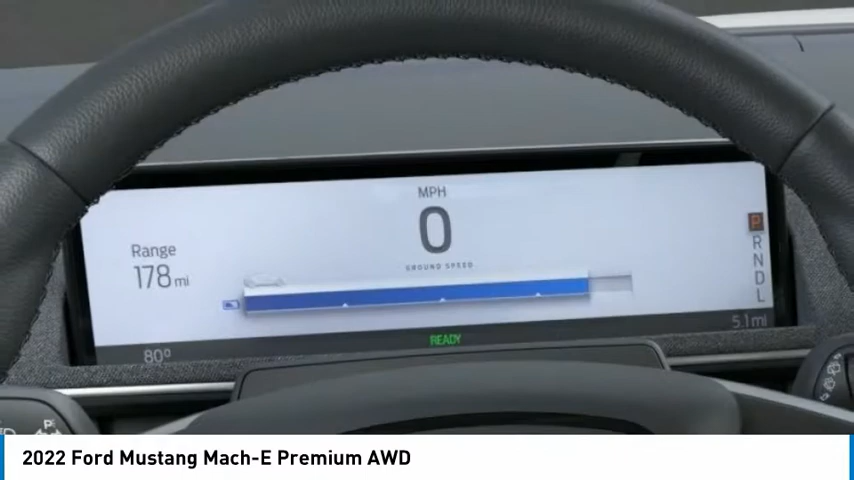 MPH
0
GROUND SPEED
Range
178 mi
P
R
N
D
L
5.1 mi
READY
80°
P
2022 Ford Mustang Mach-E Premium AWD